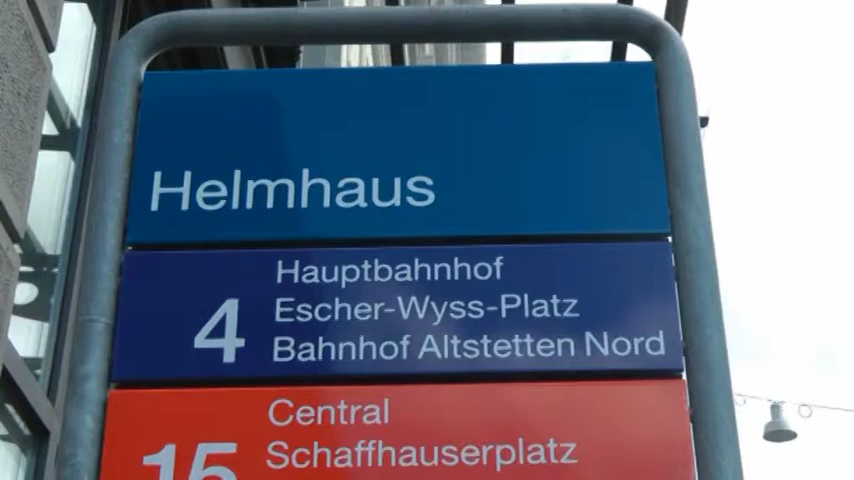 Helmhaus
4
Hauptbahnhof
Escher-Wyss-Platz
Bahnhof Altstetten Nord
15
Central
Schaffhauserplatz